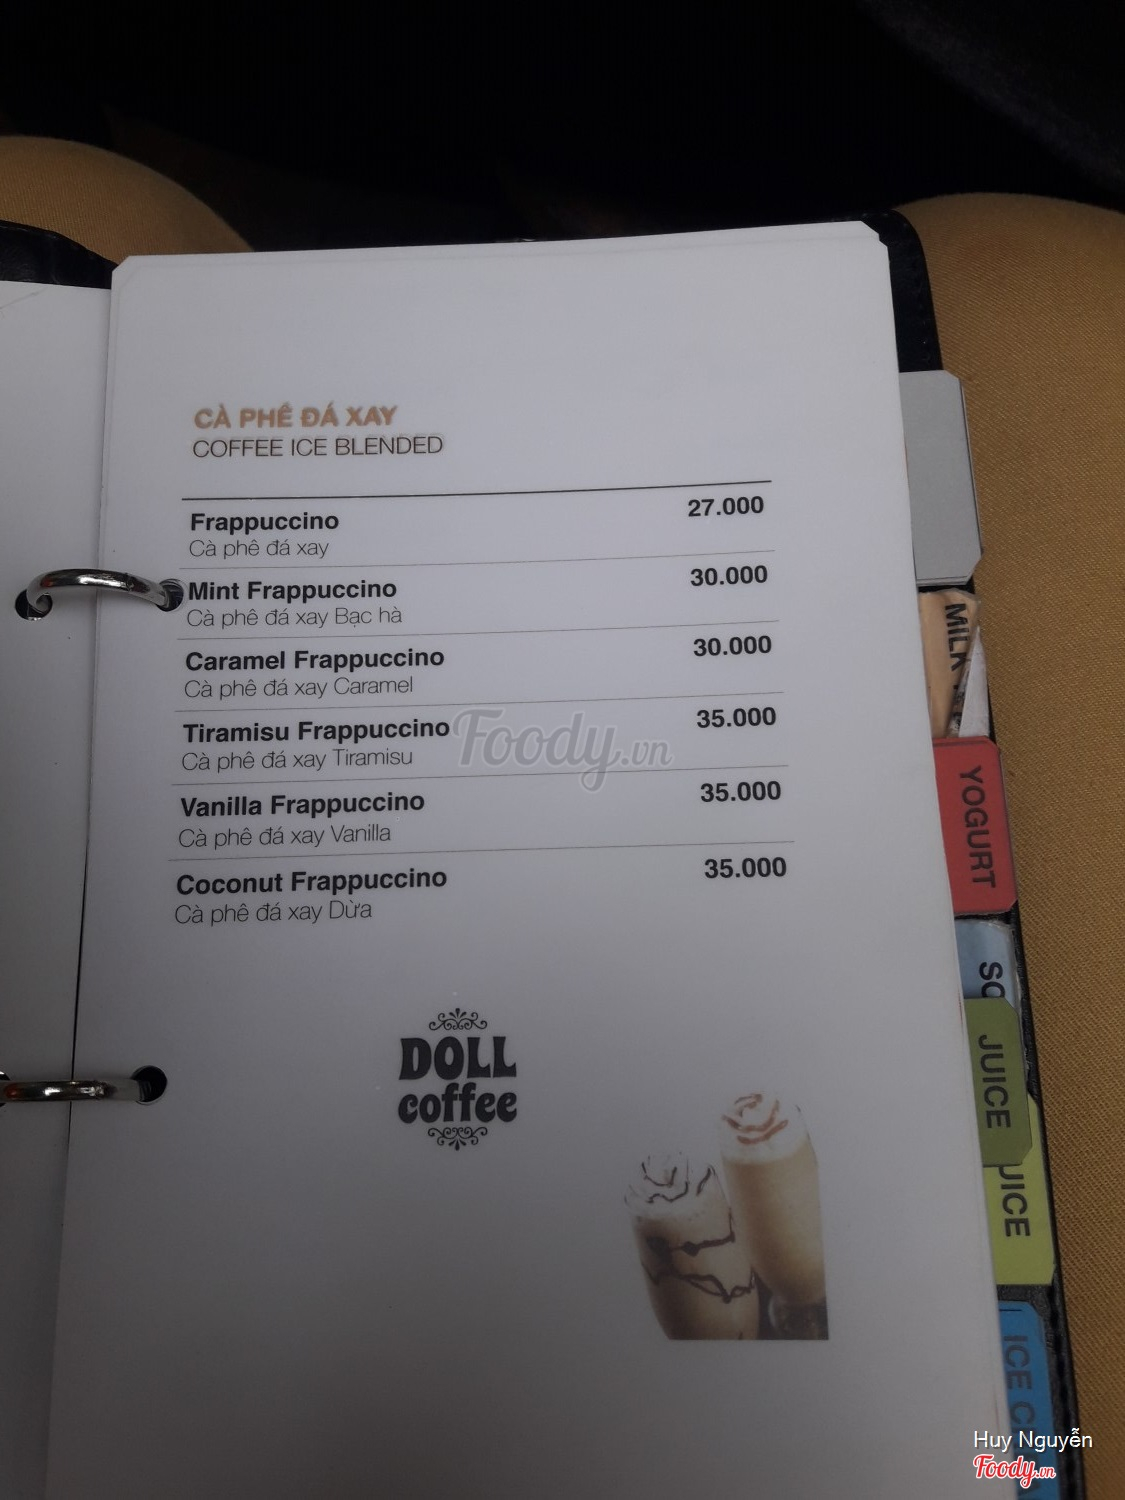 CÀ PHÊ ĐÁ XAY
COFFEE ICE BLENDED
Frappuccino 27.000
Cà phê đá xay
Mint Frappuccino 30.000
Cà phê đá xay Bạc hà
Caramel Frappuccino 30.000
Cà phê đá xay Caramel
Tiramisu Frappuccino 35.000
Cà phê đá xay Tiramisu
Vanilla Frappuccino 35.000
Cà phê đá xay Vanilla
Coconut Frappuccino 35.000
Cà phê đá xay Dừa
Foody.vn
DOLL
coffee
MILK
YOGURT
JUICE
ICE
Huy Nguyễn
Foody.vn